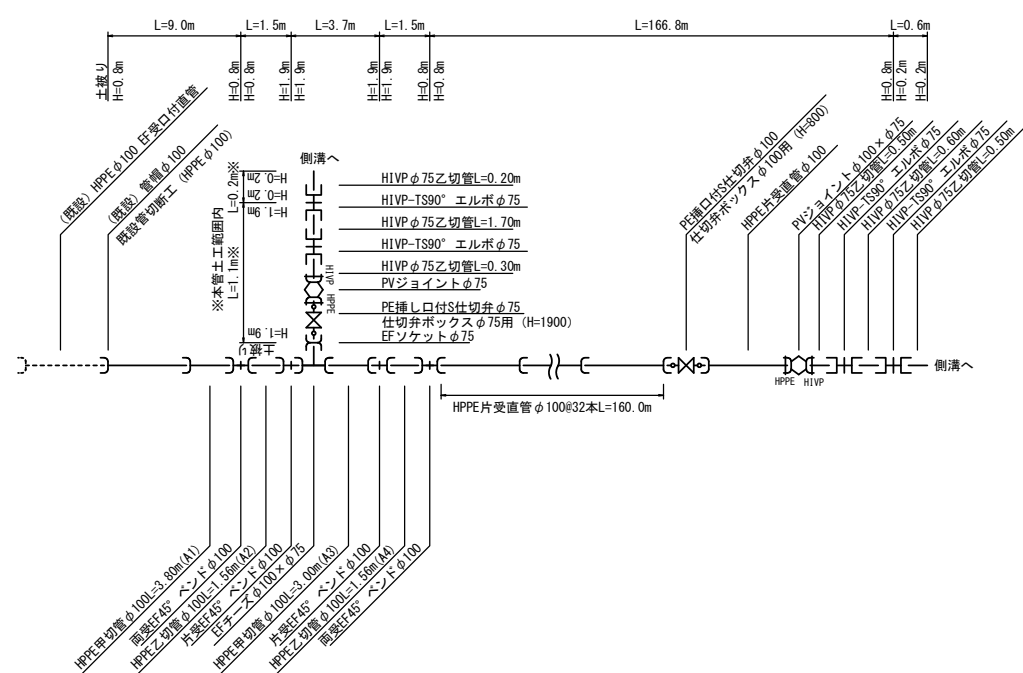 L=9.0m
L=1.5m
L=3.7m
L=1.5m
L=166.8m
L=0.6m
土被り
H=0.8m
H=0.8m
H=0.8m
H=1.9m
H=1.9m
H=1.9m
H=1.9m
H=0.8m
H=0.8m
H=0.8m
H=0.2m
H=0.2m
(既設) HPPEφ100 EF受口付直管
(既設) 管帽φ100
既設管切断工 (HPPEφ100)
側溝へ
L=0.2m※
H=0.2m
H=0.2m
H=1.9m
※本管土工範囲内
L=1.1m※
H=1.9m
土被り
HIVPφ75乙切管L=0.20m
HIVP-TS90° エルボφ75
HIVPφ75乙切管L=1.70m
HIVP-TS90° エルボφ75
HIVPφ75乙切管L=0.30m
HIVP
PVジョイントφ75
HPPE
PE挿し口付S仕切弁φ75
仕切弁ボックスφ75用 (H=1900)
EFソケットφ75
PE挿口付S仕切弁φ100
仕切弁ボックスφ100用 (H=800)
HPPE片受直管φ100
PVジョイントφ100×φ75
HIVPφ75乙切管L=0.50m
HIVP-TS90° エルボφ75
HIVPφ75乙切管L=0.60m
HIVP-TS90° エルボφ75
HIVPφ75乙切管L=0.50m
側溝へ
HPPE
HIVP
HPPE片受直管φ100@32本L=160.0m
HPPE甲切管φ100L=3.80m(A1)
両受EF45° ベンドφ100
HPPE乙切管φ100L=1.56m(A2)
片受EF45° ベンドφ100
EFチーズφ100×φ75
HPPE甲切管φ100L=3.00m(A3)
片受EF45° ベンドφ100
HPPE乙切管φ100L=1.56m(A4)
両受EF45° ベンドφ100